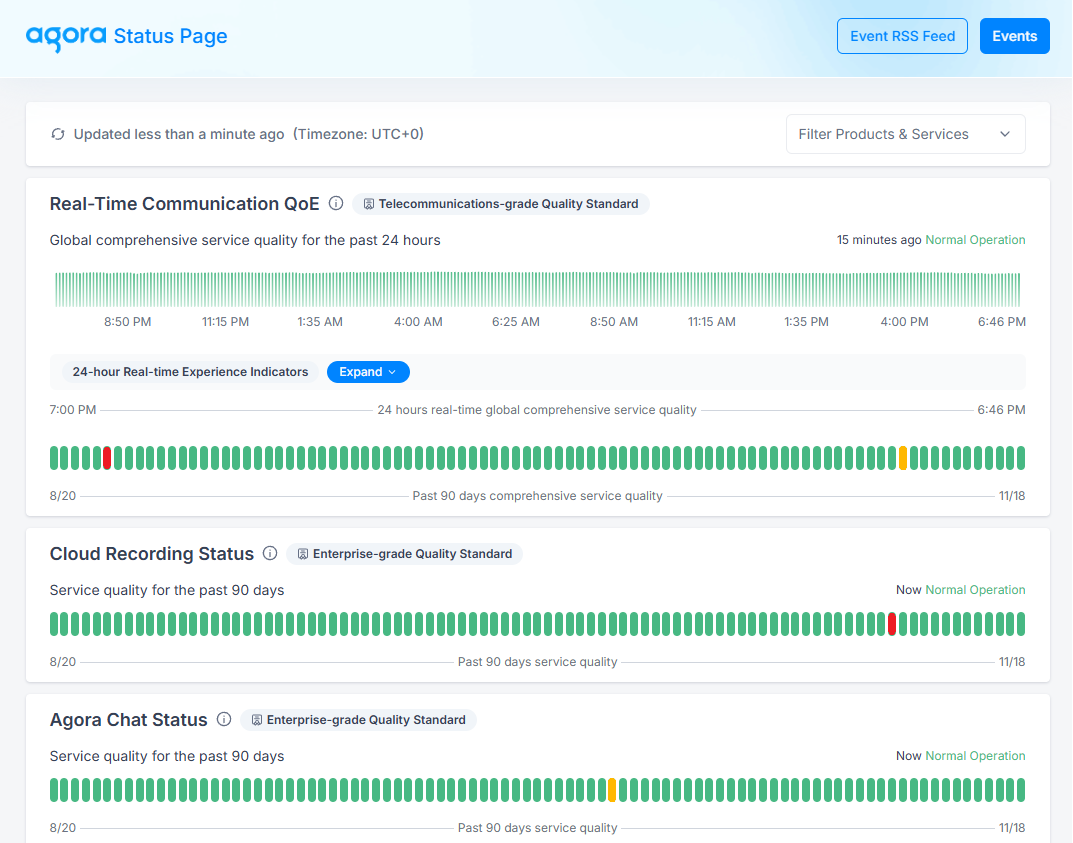 agora Status Page
Event RSS Feed
Events
Updated less than a minute ago (Timezone: UTC+0)
Filter Products & Services
Real-Time Communication QoE
Telecommunications-grade Quality Standard
Global comprehensive service quality for the past 24 hours
15 minutes ago Normal Operation
8:50 PM 11:15 PM 1:35 AM 4:00 AM 6:25 AM 8:50 AM 11:15 AM 1:35 PM 4:00 PM 6:46 PM
24-hour Real-time Experience Indicators
Expand
7:00 PM 24 hours real-time global comprehensive service quality 6:46 PM
8/20 Past 90 days comprehensive service quality 11/18
Cloud Recording Status
Enterprise-grade Quality Standard
Service quality for the past 90 days
Now Normal Operation
8/20 Past 90 days service quality 11/18
Agora Chat Status
Enterprise-grade Quality Standard
Service quality for the past 90 days
Now Normal Operation
8/20 Past 90 days service quality 11/18